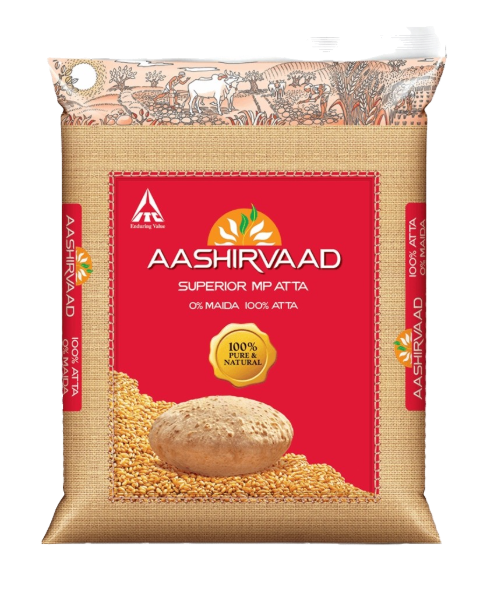 ITC
Enduring Value
AASHIRVAAD
SUPERIOR MP ATTA
0% MAIDA 100% ATTA
100%
PURE &
NATURAL
AASHIRVAAD
100% ATTA
0% MAIDA
AASHIRVAAD
100% ATTA
0% MAIDA